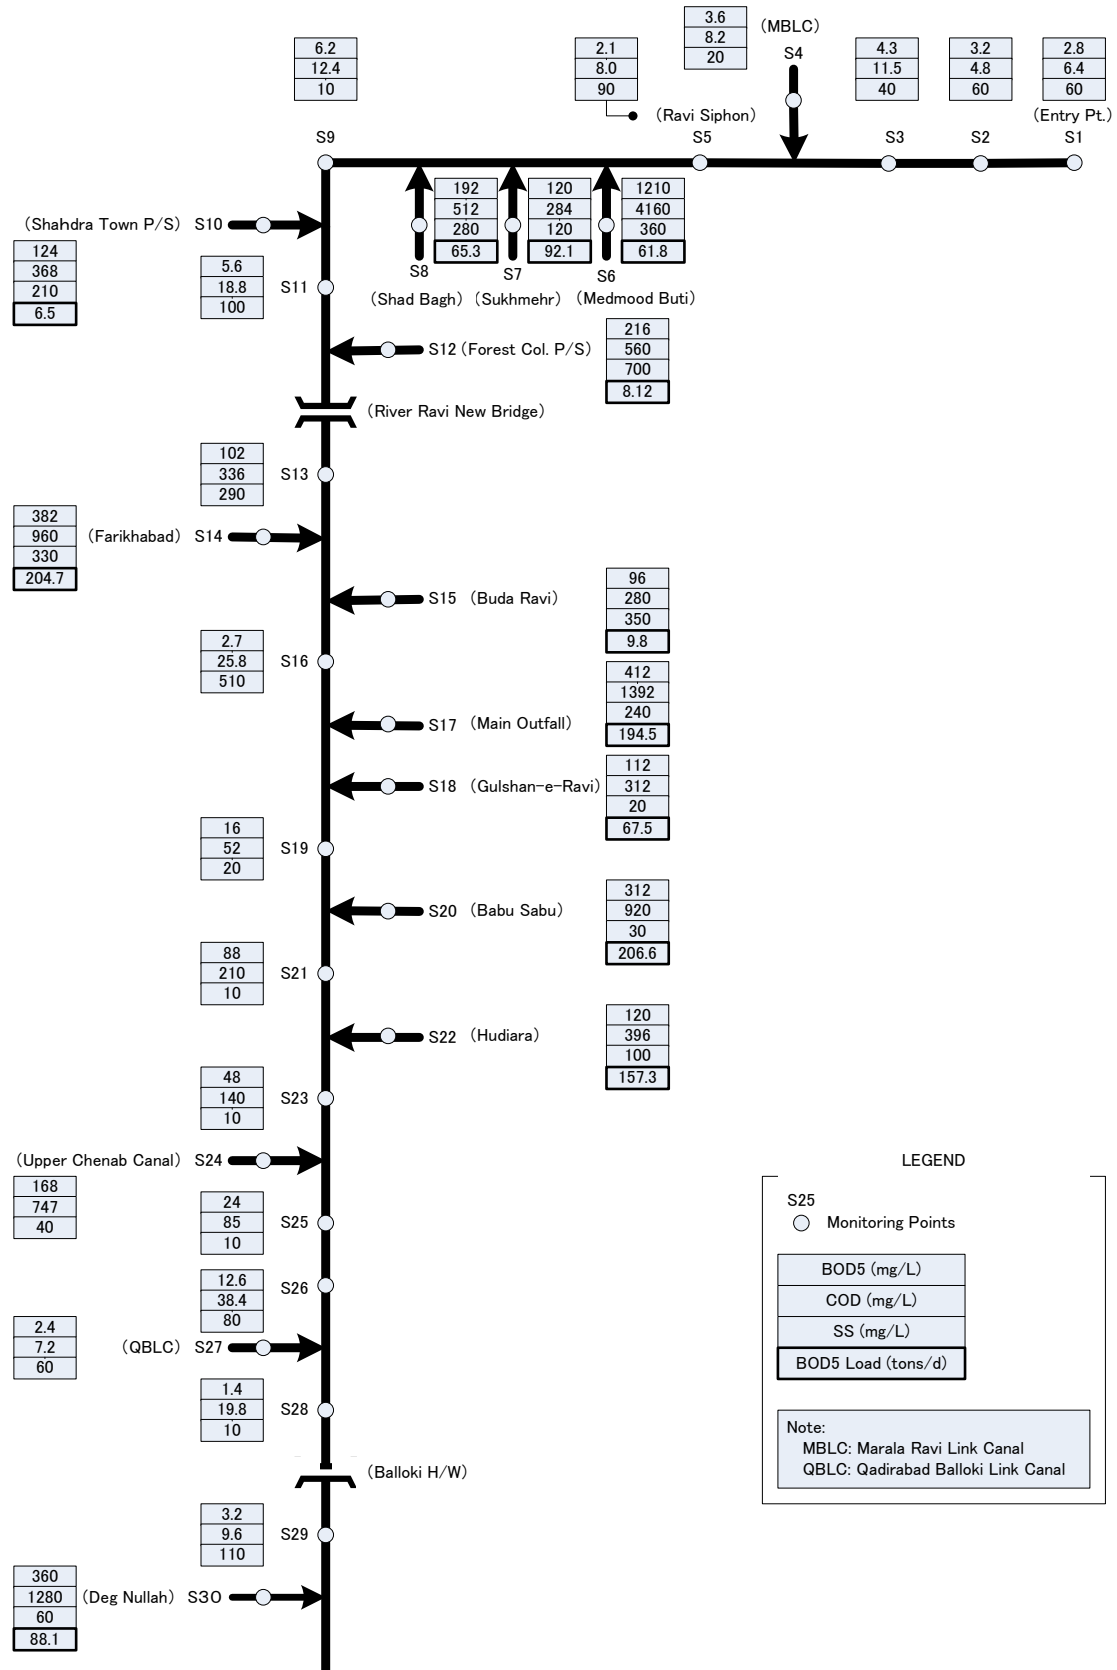 3.6
8.2
20
(MBLC)
S4
6.2
12.4
10
2.1
8.0
90
4.3
11.5
40
3.2
4.8
60
2.8
6.4
60
(Ravi Siphon)
(Entry Pt.)
S9
S5
S3
S2
S1
192
512
280
65.3
120
284
120
92.1
1210
4160
360
61.8
S8
S7
S6
(Shad Bagh)
(Sukhmehr)
(Medmood Buti)
(Shahdra Town P/S) S10
124
368
210
6.5
5.6
18.8
100
S11
S12 (Forest Col. P/S)
216
560
700
8.12
(River Ravi New Bridge)
102
336
290
S13
382
960
330
204.7
(Farikhabad) S14
S15 (Buda Ravi)
96
280
350
9.8
2.7
25.8
510
S16
S17 (Main Outfall)
412
1392
240
194.5
S18 (Gulshan-e-Ravi)
112
312
20
67.5
16
52
20
S19
S20 (Babu Sabu)
312
920
30
206.6
88
210
10
S21
S22 (Hudiara)
120
396
100
157.3
48
140
10
S23
(Upper Chenab Canal) S24
168
747
40
24
85
10
S25
12.6
38.4
80
S26
2.4
7.2
60
(QBLC) S27
1.4
19.8
10
S28
(Balloki H/W)
3.2
9.6
110
S29
360
1280
60
88.1
(Deg Nullah) S30
LEGEND
S25
Monitoring Points
BOD5 (mg/L)
COD (mg/L)
SS (mg/L)
BOD5 Load (tons/d)
Note:
MBLC: Marala Ravi Link Canal
QBLC: Qadirabad Balloki Link Canal